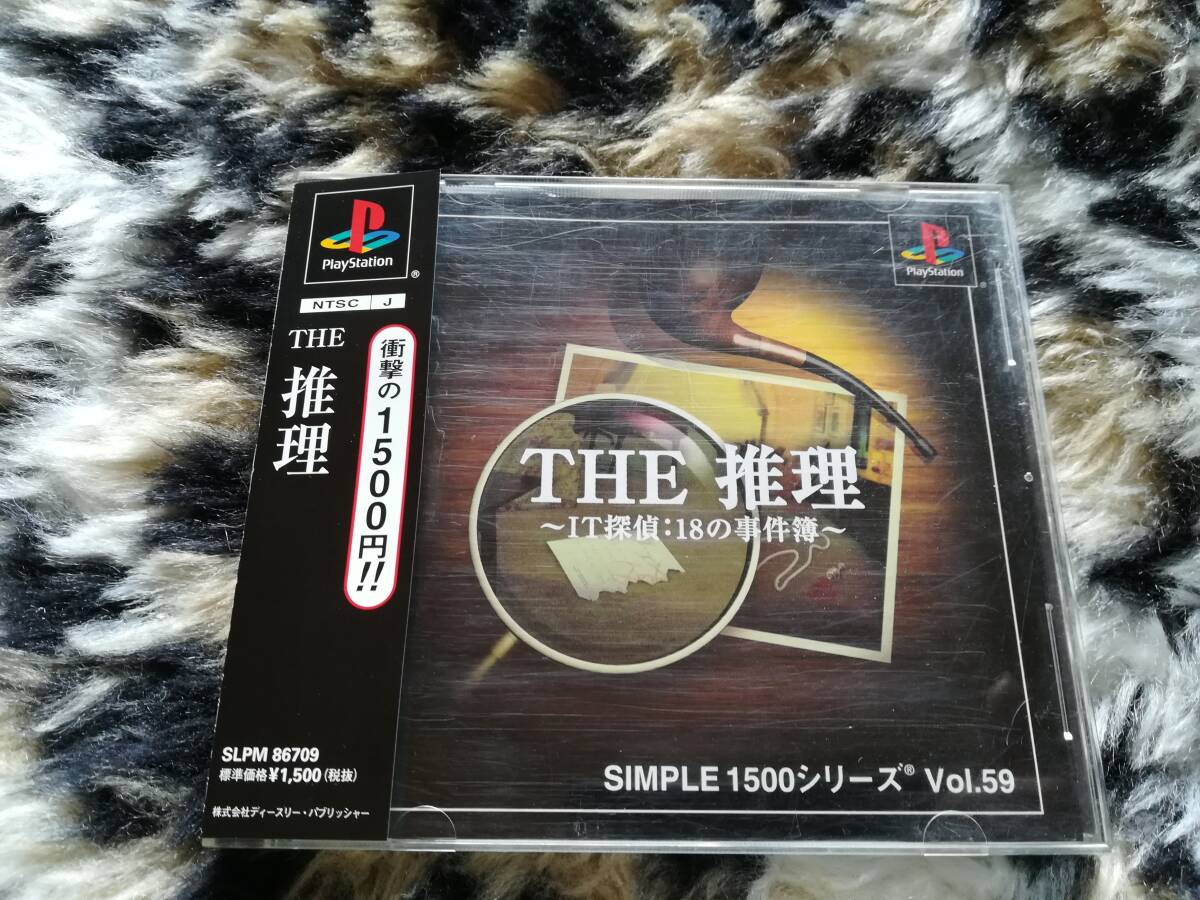 PlayStation
®
NTSC J
THE 推理
衝撃の1500円!!
SLPM 86709
標準価格¥1,500(税抜)
株式会社ディースリー・パブリッシャー
PlayStation
®
THE 推理
～IT探偵:18の事件簿～
SIMPLE 1500シリーズ® Vol.59